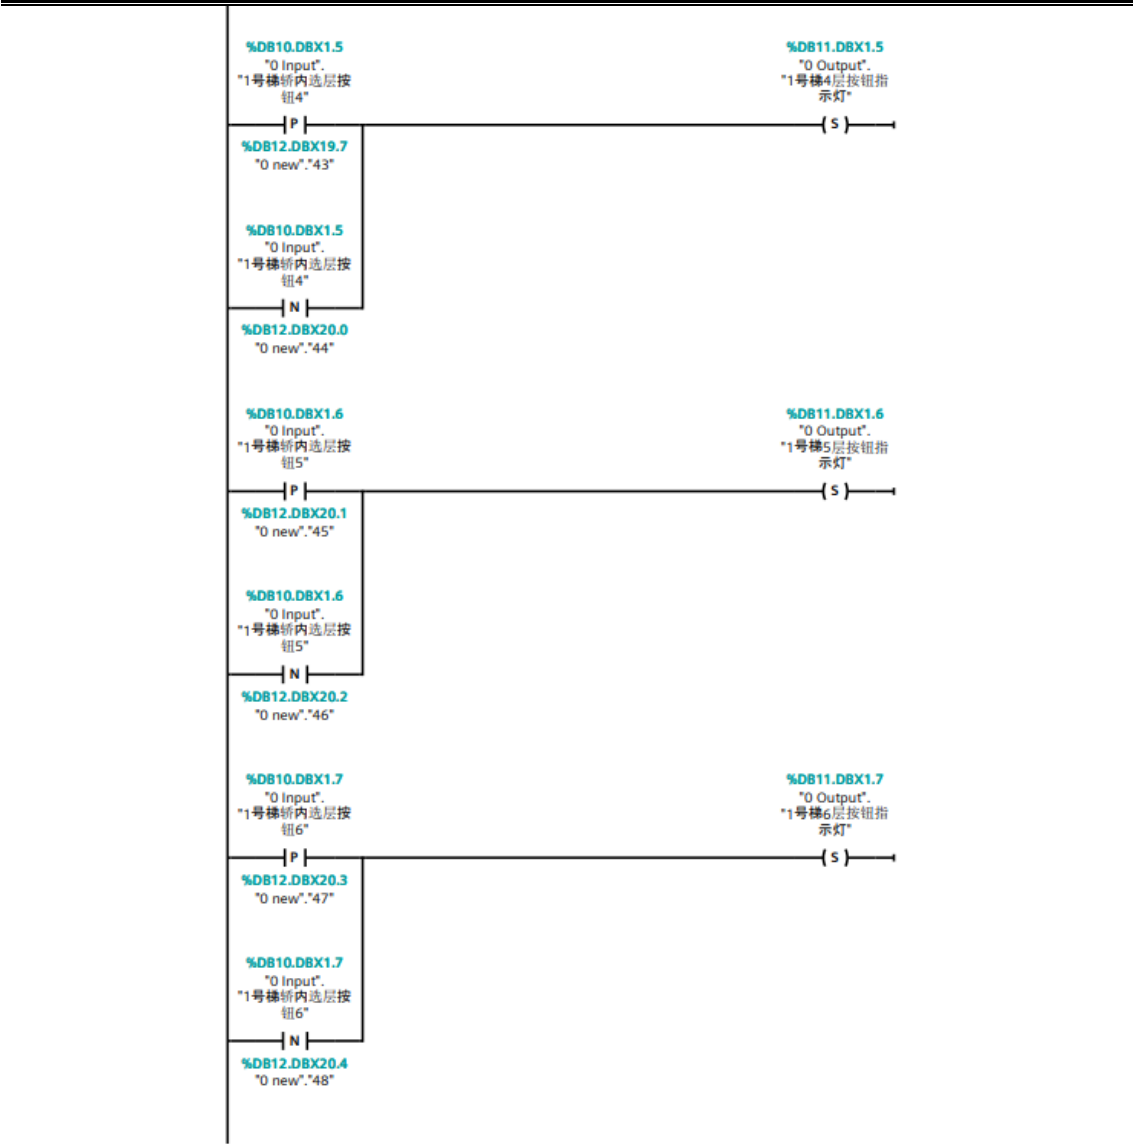 %DB10.DBX1.5
"0 Input".
"1号梯轿内选层按
钮4"
P
%DB12.DBX19.7
"0 new"."43"
%DB11.DBX1.5
"0 Output".
"1号梯4层按钮指
示灯"
S
%DB10.DBX1.5
"0 Input".
"1号梯轿内选层按
钮4"
N
%DB12.DBX20.0
"0 new"."44"
%DB10.DBX1.6
"0 Input".
"1号梯轿内选层按
钮5"
P
%DB12.DBX20.1
"0 new"."45"
%DB11.DBX1.6
"0 Output".
"1号梯5层按钮指
示灯"
S
%DB10.DBX1.6
"0 Input".
"1号梯轿内选层按
钮5"
N
%DB12.DBX20.2
"0 new"."46"
%DB10.DBX1.7
"0 Input".
"1号梯轿内选层按
钮6"
P
%DB12.DBX20.3
"0 new"."47"
%DB11.DBX1.7
"0 Output".
"1号梯6层按钮指
示灯"
S
%DB10.DBX1.7
"0 Input".
"1号梯轿内选层按
钮6"
N
%DB12.DBX20.4
"0 new"."48"